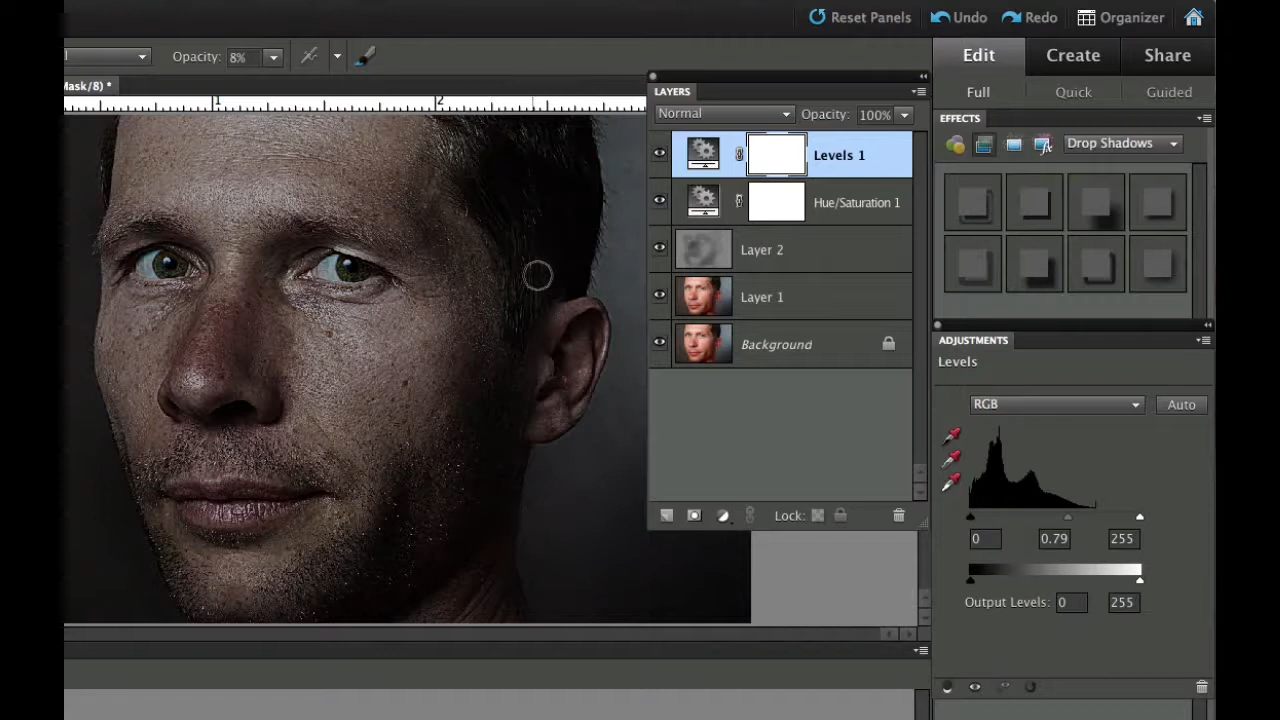 Reset Panels Undo Redo Organizer
Opacity: 8%
Edit Create Share
Mask/8) *
LAYERS
Full Quick Guided
1 2
Normal Opacity: 100%
EFFECTS
Drop Shadows
Levels 1
Hue/Saturation 1
Layer 2
Layer 1
Background
ADJUSTMENTS
Levels
RGB Auto
0 0.79 255
Lock:
Output Levels: 0 255